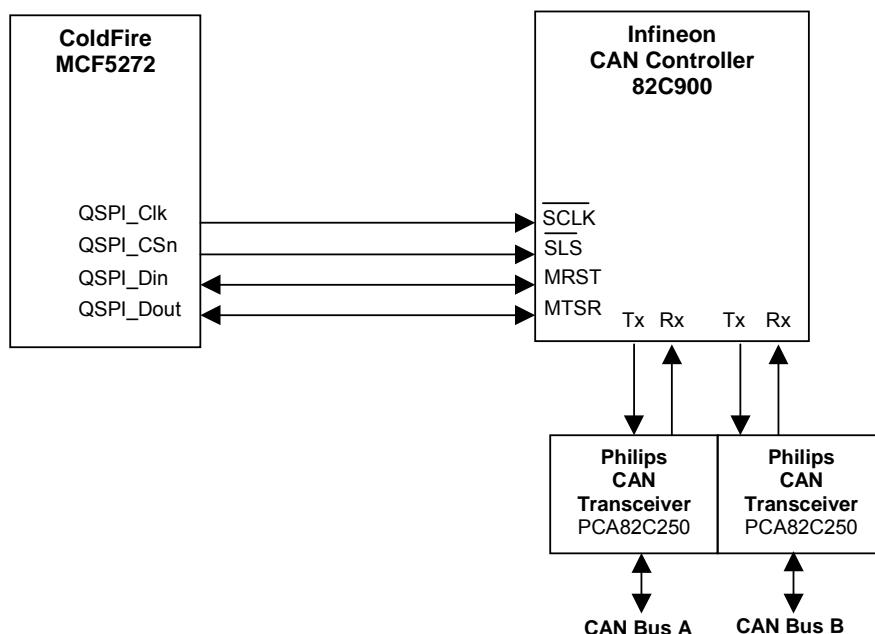 ColdFire
MCF5272
Infineon
CAN Controller
82C900
QSPI_Clk
QSPI_CSn
QSPI_Din
QSPI_Dout
SCLK
SLS
MRST
MTSR
Tx Rx Tx Rx
Philips
CAN
Transceiver
PCA82C250
Philips
CAN
Transceiver
PCA82C250
CAN Bus A
CAN Bus B